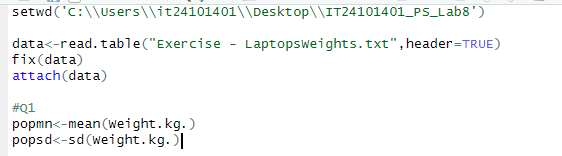 setwd('C:\\Users\\it24101401\\Desktop\\IT24101401_PS_Lab8')
data<-read.table("Exercise - LaptopsWeights.txt",header=TRUE)
fix(data)
attach(data)
#Q1
popmn<-mean(Weight.kg.)
popsd<-sd(Weight.kg.)